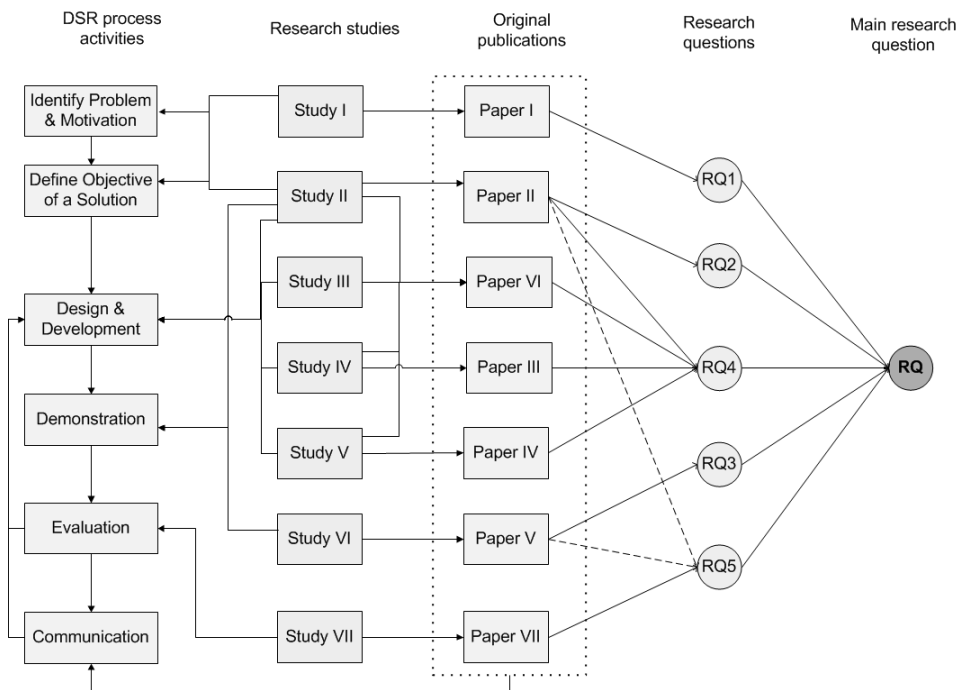 DSR process
activities
Research studies
Original
publications
Research
questions
Main research
question
Identify Problem
& Motivation
Study I
Paper I
Define Objective
of a Solution
Study II
Paper II
RQ1
RQ2
Design &
Development
Study III
Paper VI
Study IV
Paper III
RQ4
RQ
Demonstration
Study V
Paper IV
RQ3
Evaluation
Study VI
Paper V
RQ5
Communication
Study VII
Paper VII